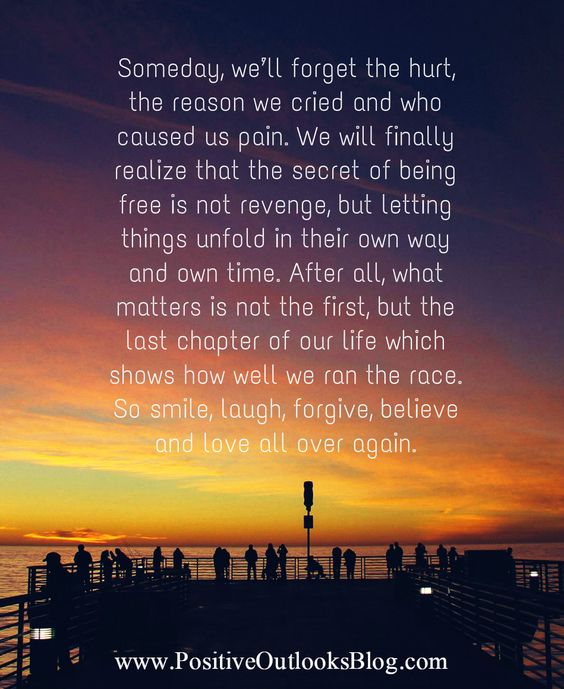 Someday, we'll forget the hurt,
the reason we cried and who
caused us pain. We will finally
realize that the secret of being
free is not revenge, but letting
things unfold in their own way
and own time. After all, what
matters is not the first, but the
last chapter of our life which
shows how well we ran the race.
So smile, laugh, forgive, believe
and love all over again.
www.PositiveOutlooksBlog.com